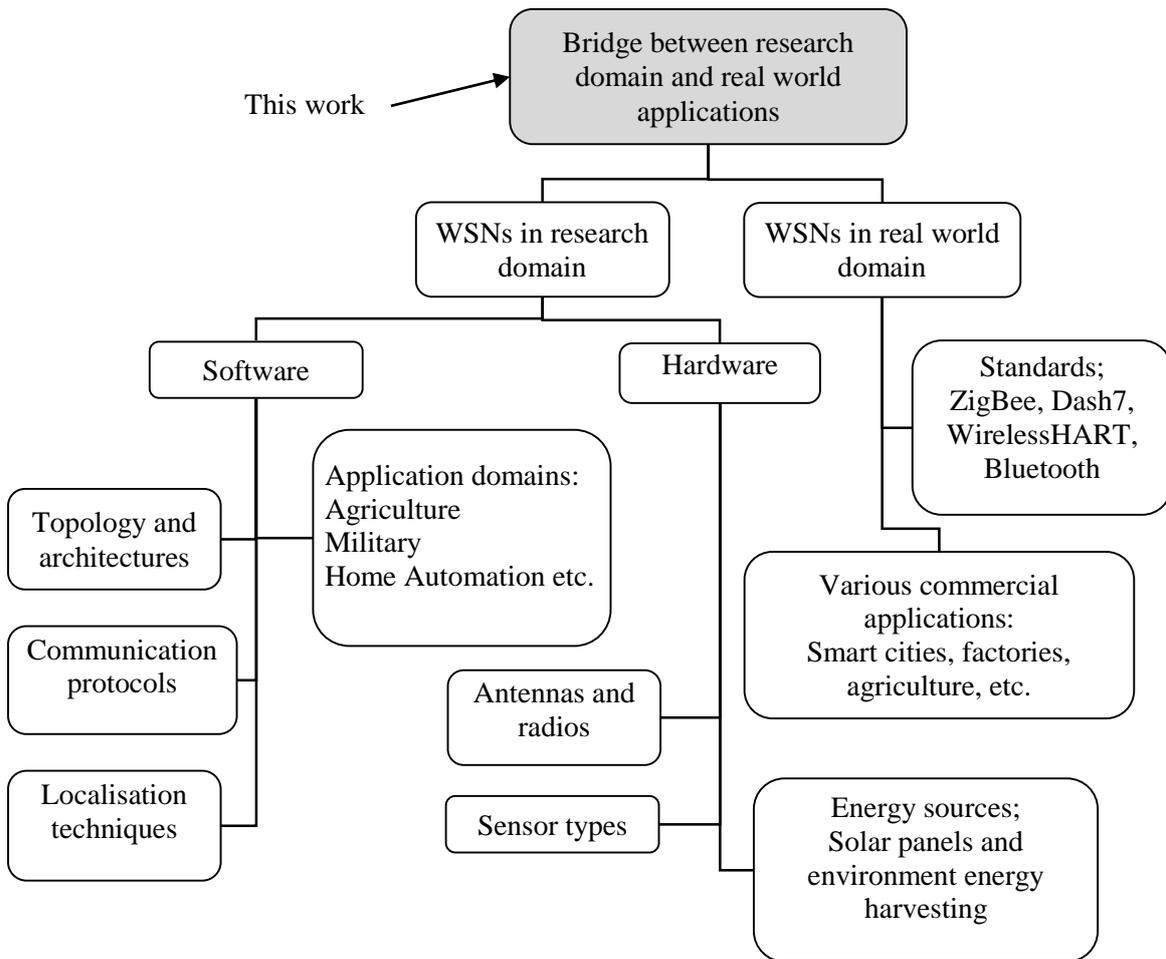 Bridge between research
domain and real world
applications
This work
WSNs in research
domain
WSNs in real world
domain
Software
Hardware
Standards;
ZigBee, Dash7,
WirelessHART,
Bluetooth
Application domains:
Agriculture
Military
Home Automation etc.
Topology and
architectures
Various commercial
applications:
Smart cities, factories,
agriculture, etc.
Communication
protocols
Antennas and
radios
Localisation
techniques
Sensor types
Energy sources;
Solar panels and
environment energy
harvesting